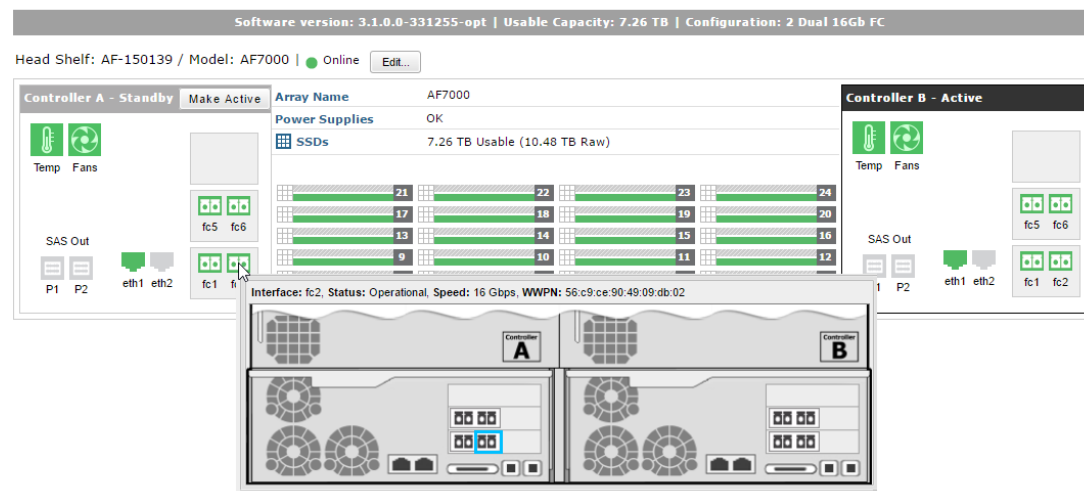 Software version: 3.1.0.0-331255-opt | Usable Capacity: 7.26 TB | Configuration: 2 Dual 16Gb FC
Head Shelf: AF-150139 / Model: AF7000 | Online Edit...
Controller A - Standby Make Active
Temp Fans
fc5 fc6
SAS Out
P1 P2 eth1 eth2 fc1
Array Name AF7000
Power Supplies OK
SSDs 7.26 TB Usable (10.48 TB Raw)
21 22 23 24
17 18 19 20
13 14 15 16
9 10 11 12
Controller B - Active
Temp Fans
fc5 fc6
SAS Out
1 P2 eth1 eth2 fc1 fc2
Interface: fc2, Status: Operational, Speed: 16 Gbps, WWPN: 56:c9:ce:90:49:09:db:02
Controller
A
Controller
B